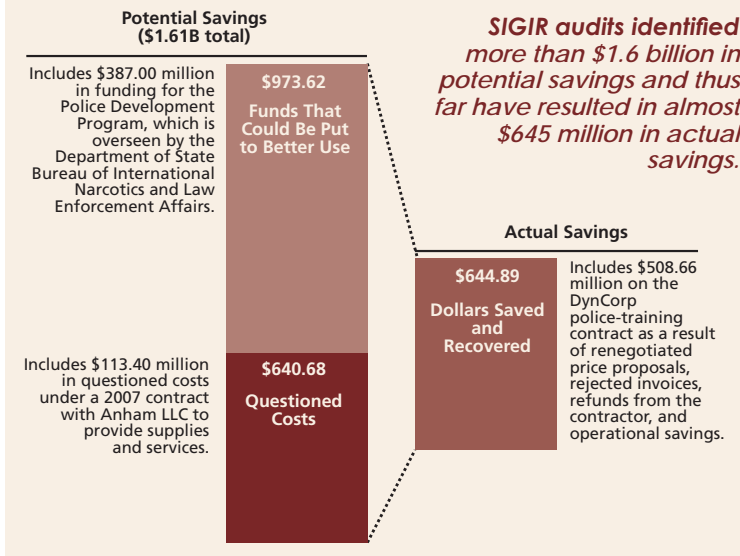 Potential Savings
($1.61B total)
Includes $387.00 million
in funding for the
Police Development
Program, which is
overseen by the
Department of State
Bureau of International
Narcotics and Law
Enforcement Affairs.
$973.62
Funds That
Could Be Put
to Better Use
Includes $113.40 million
in questioned costs
under a 2007 contract
with Anham LLC to
provide supplies
and services.
$640.68
Questioned
Costs
SIGIR audits identified
more than $1.6 billion in
potential savings and thus
far have resulted in almost
$645 million in actual
savings.
Actual Savings
$644.89
Dollars Saved
and
Recovered
Includes $508.66
million on the
DynCorp
police-training
contract as a result
of renegotiated
price proposals,
rejected invoices,
refunds from the
contractor, and
operational savings.